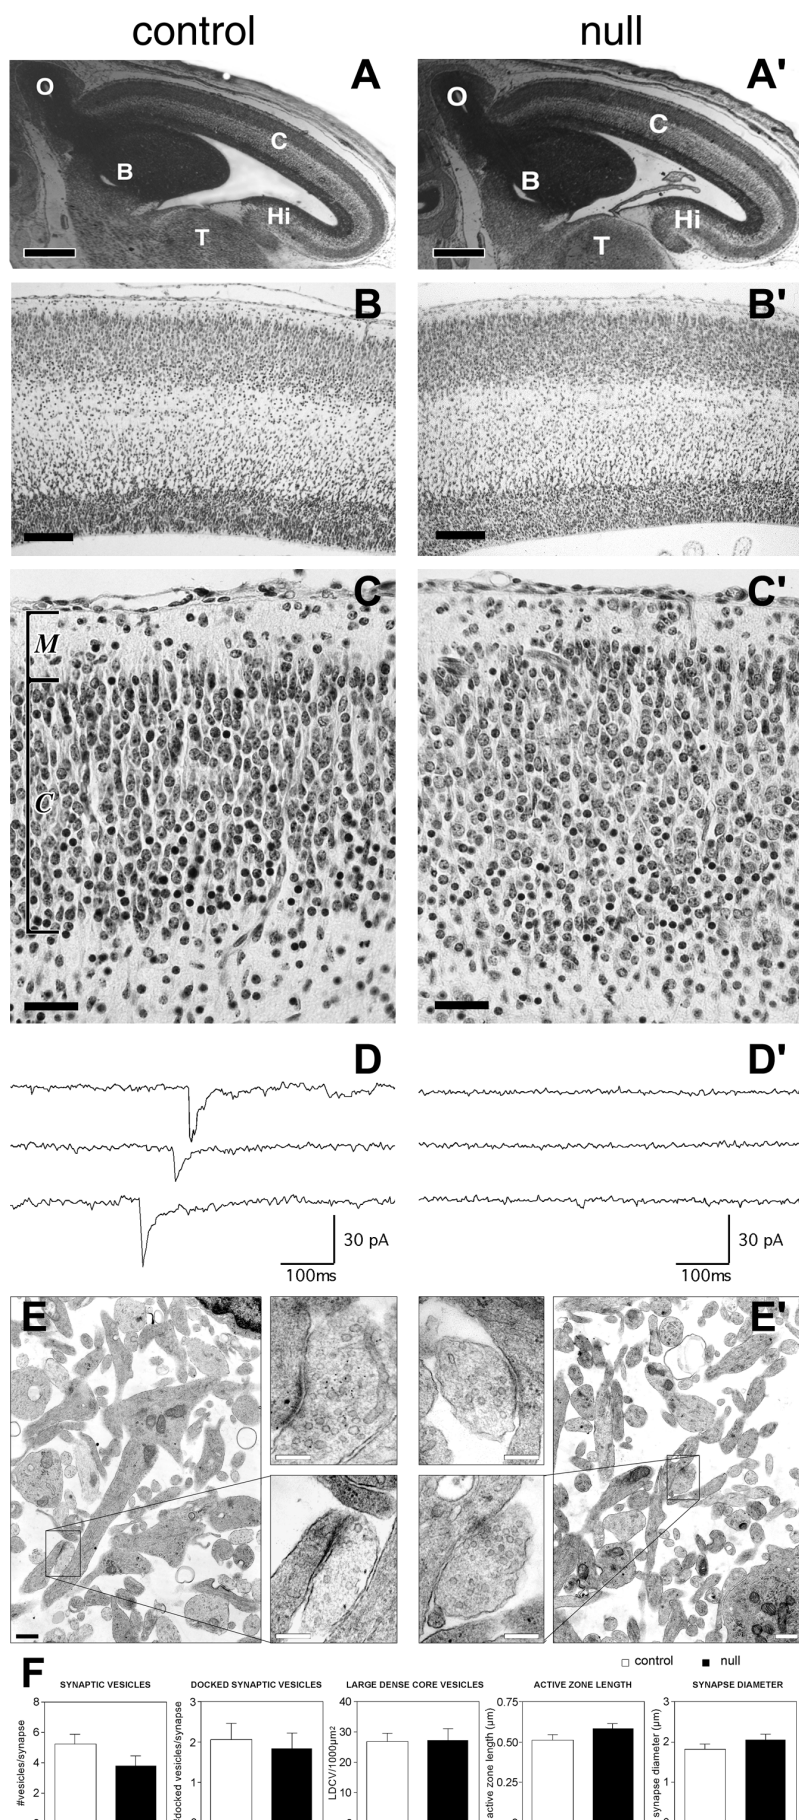 control null
A A'
O C B Hi T
O C B Hi T
B B'
C C'
M
C
D D'
30 pA 30 pA
100ms 100ms
E E'
F
control null
SYNAPTIC VESICLES DOCKED SYNAPTIC VESICLES LARGE DENSE CORE VESICLES ACTIVE ZONE LENGTH SYNAPSE DIAMETER
#vesicles/synapse
8
6
4
2
docked vesicles/synapse
3
2
1
LDCV/1000µm2
40
30
20
10
active zone length (µm)
0.75
0.50
0.25
synapse diameter (µm)
3
2
1